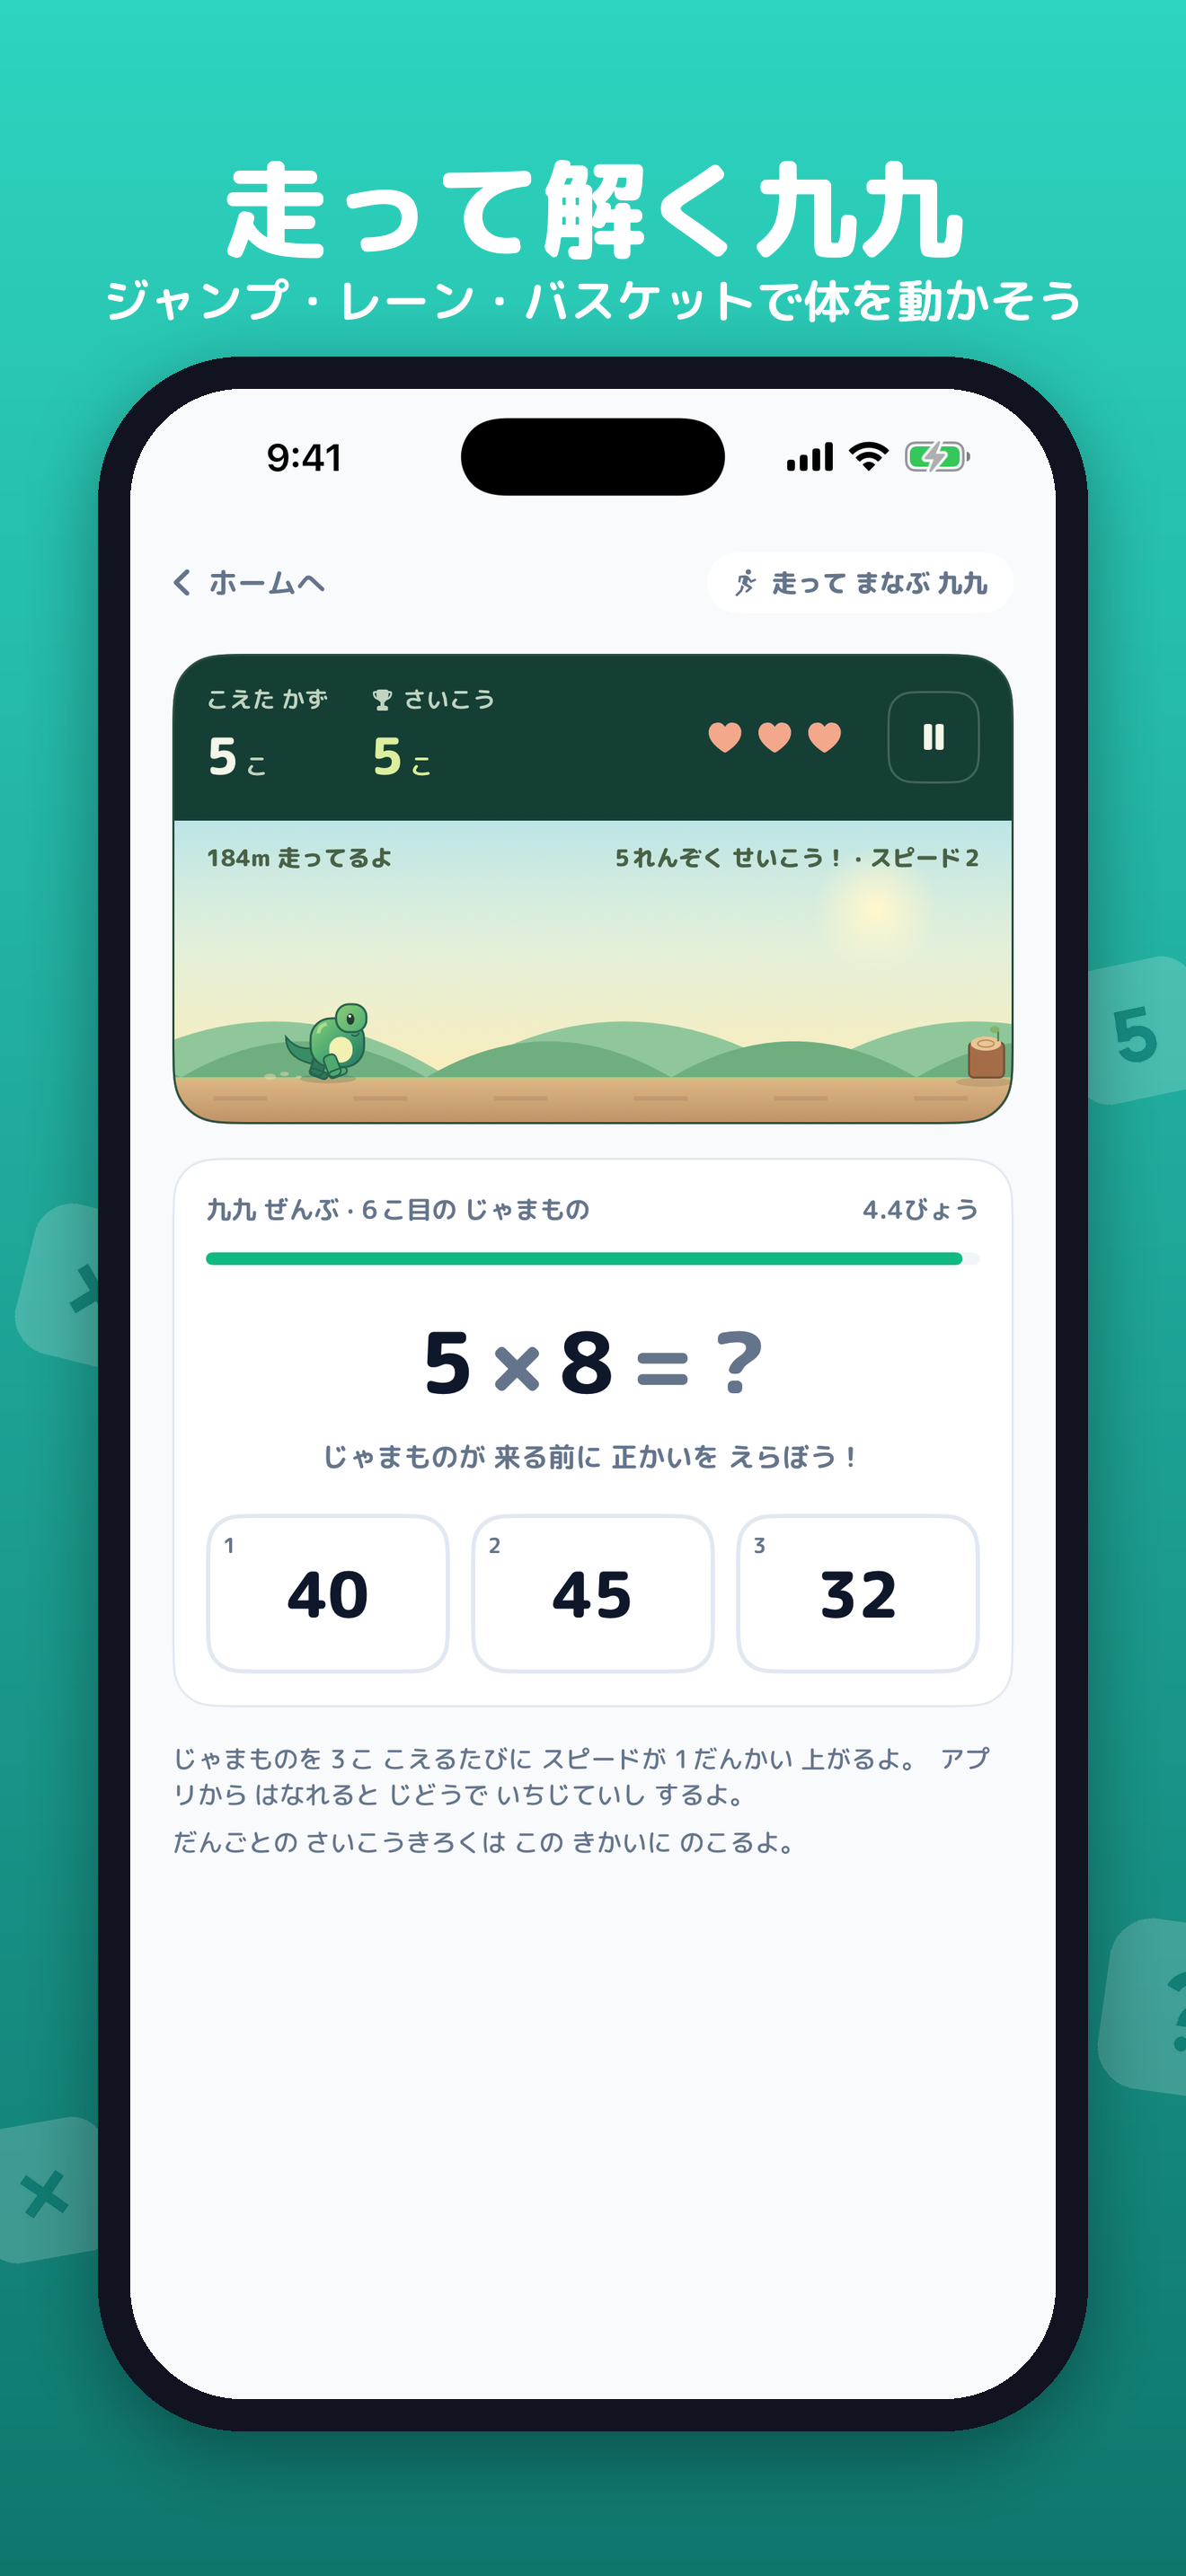 走って解く九九
ジャンプ・レーン・バスケットで体を動かそう
9:41
ホームへ
走って まなぶ 九九
こえた かず
さいこう
5 こ
5 こ
184m 走ってるよ
5れんぞく せいこう！・スピード2
5
九九 ぜんぶ・6こ目の じゃまもの
4.4びょう
×
5 × 8 = ?
じゃまものが 来る前に 正かいを えらぼう！
1
40
2
45
3
32
じゃまものを 3こ こえるたびに スピードが 1だんかい 上がるよ。 アプ
リから はなれると じどうで いちじていし するよ。
だんごとの さいこうきろくは この きかいに のこるよ。
?
×